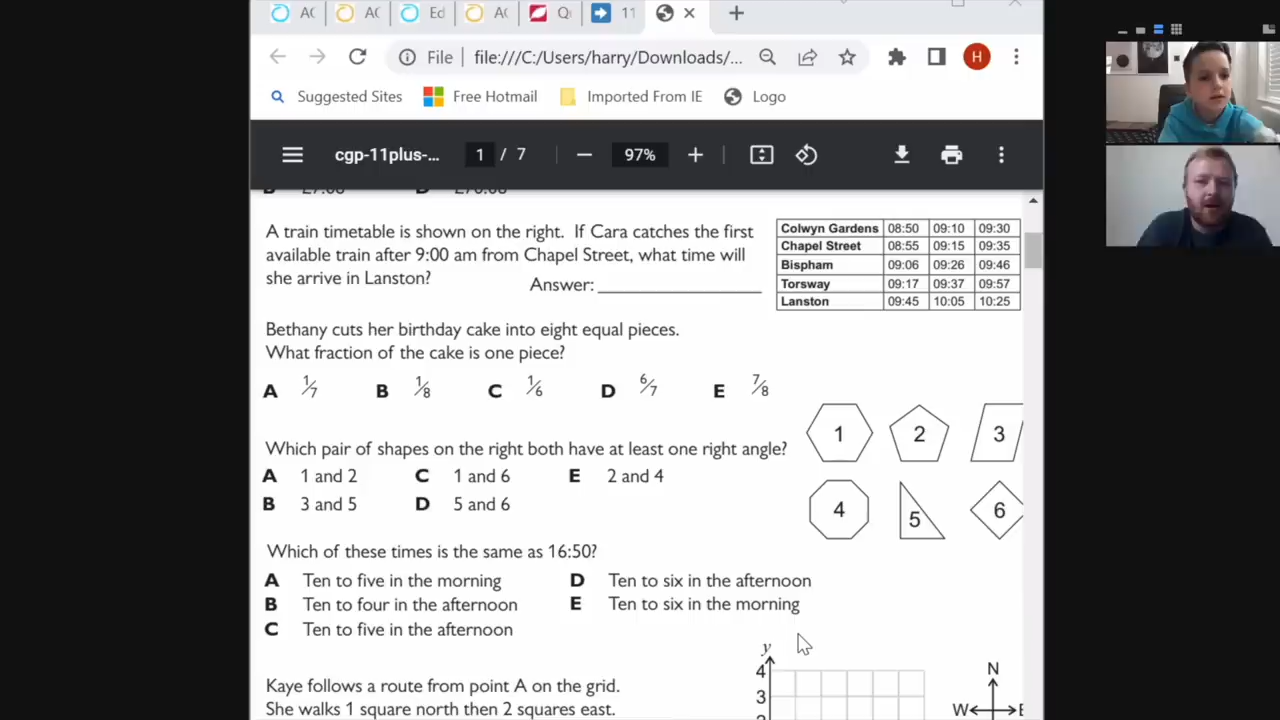 AC
AC
Ed
AC
Qu
11
File
file:///C:/Users/harry/Downloads/...
H
Suggested Sites
Free Hotmail
Imported From IE
Logo
cgp-11plus-...
1 / 7
97%
A train timetable is shown on the right. If Cara catches the first
available train after 9:00 am from Chapel Street, what time will
she arrive in Lanston?
Answer:
Colwyn Gardens 08:50 09:10 09:30
Chapel Street 08:55 09:15 09:35
Bispham 09:06 09:26 09:46
Torsway 09:17 09:37 09:57
Lanston 09:45 10:05 10:25
Bethany cuts her birthday cake into eight equal pieces.
What fraction of the cake is one piece?
A 1/7 B 1/8 C 1/6 D 6/7 E 7/8
Which pair of shapes on the right both have at least one right angle?
A 1 and 2 C 1 and 6 E 2 and 4
B 3 and 5 D 5 and 6
1 2 3
4 5 6
Which of these times is the same as 16:50?
A Ten to five in the morning D Ten to six in the afternoon
B Ten to four in the afternoon E Ten to six in the morning
C Ten to five in the afternoon
Kaye follows a route from point A on the grid.
She walks 1 square north then 2 squares east.
y
4
3
N
W E